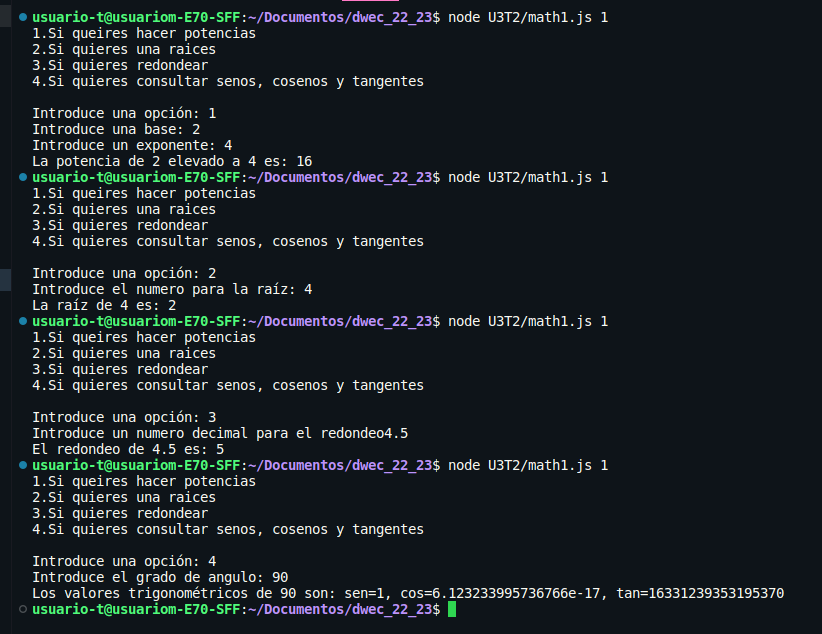 usuario-t@usuariom-E70-SFF:~/Documentos/dwec_22_23$ node U3T2/math1.js 1
1.Si queires hacer potencias
2.Si quieres una raices
3.Si quieres redondear
4.Si quieres consultar senos, cosenos y tangentes

Introduce una opción: 1
Introduce una base: 2
Introduce un exponente: 4
La potencia de 2 elevado a 4 es: 16
usuario-t@usuariom-E70-SFF:~/Documentos/dwec_22_23$ node U3T2/math1.js 1
1.Si queires hacer potencias
2.Si quieres una raices
3.Si quieres redondear
4.Si quieres consultar senos, cosenos y tangentes

Introduce una opción: 2
Introduce el numero para la raíz: 4
La raíz de 4 es: 2
usuario-t@usuariom-E70-SFF:~/Documentos/dwec_22_23$ node U3T2/math1.js 1
1.Si queires hacer potencias
2.Si quieres una raices
3.Si quieres redondear
4.Si quieres consultar senos, cosenos y tangentes

Introduce una opción: 3
Introduce un numero decimal para el redondeo4.5
El redondeo de 4.5 es: 5
usuario-t@usuariom-E70-SFF:~/Documentos/dwec_22_23$ node U3T2/math1.js 1
1.Si queires hacer potencias
2.Si quieres una raices
3.Si quieres redondear
4.Si quieres consultar senos, cosenos y tangentes

Introduce una opción: 4
Introduce el grado de angulo: 90
Los valores trigonométricos de 90 son: sen=1, cos=6.123233995736766e-17, tan=16331239353195370
usuario-t@usuariom-E70-SFF:~/Documentos/dwec_22_23$